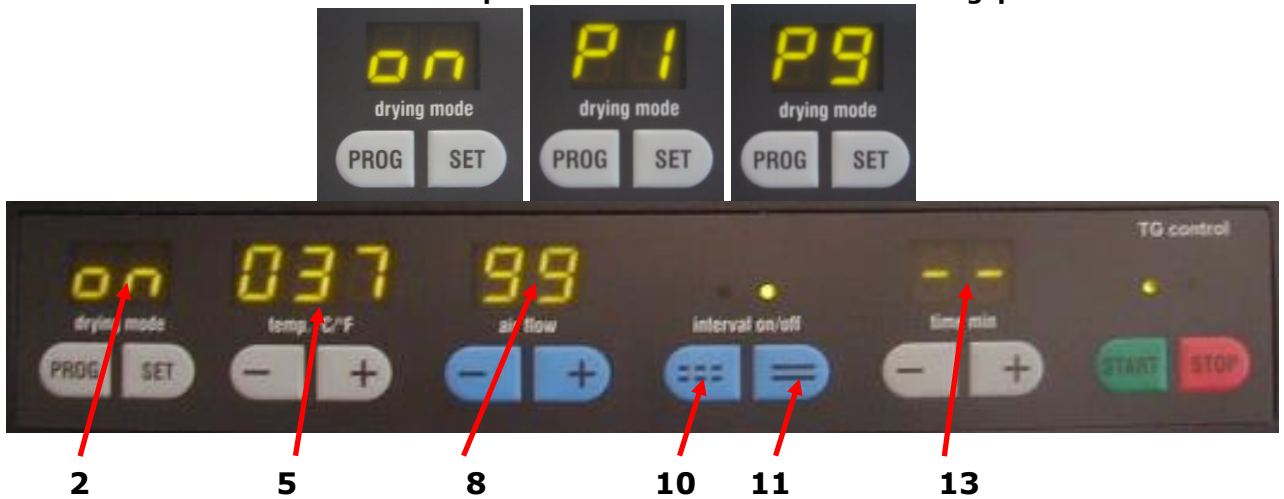 on P1 P9
drying mode drying mode drying mode
PROG SET PROG SET PROG SET
TG control
on 037 99 --
drying mode temp. °C/°F air flow interval on/off time min
PROG SET - + - + - + START STOP
2 5 8 10 11 13